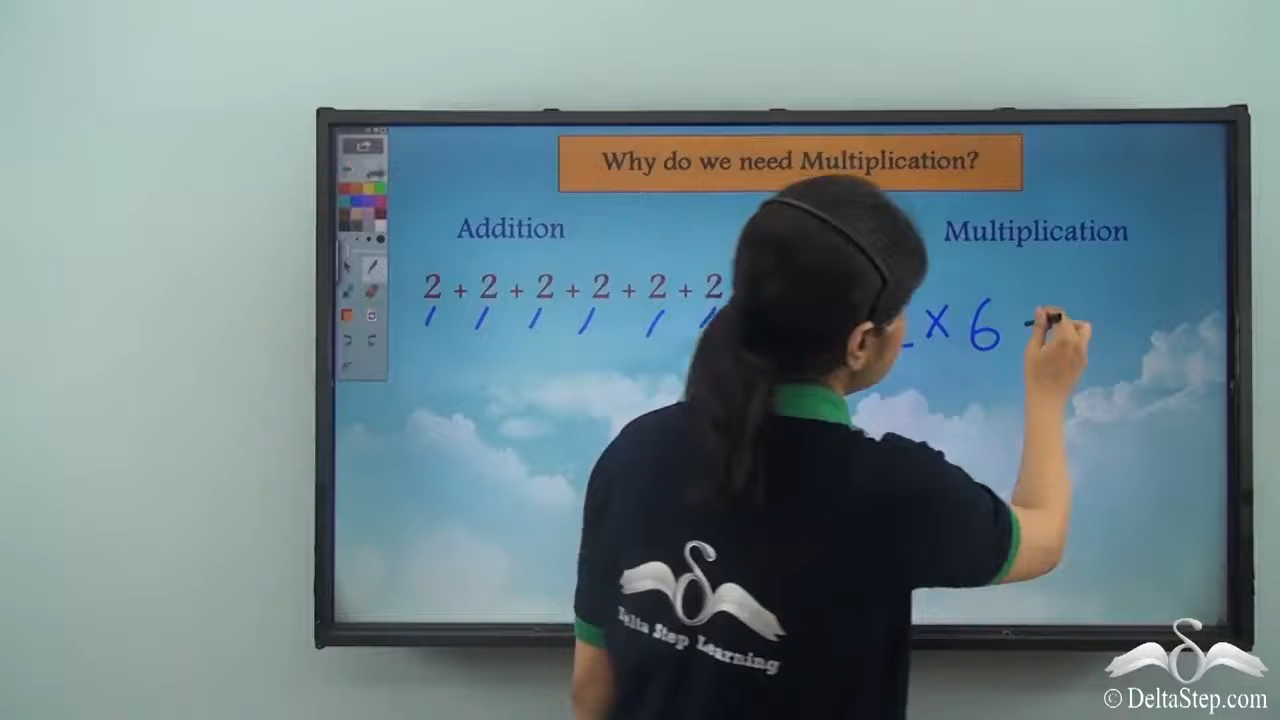 Why do we need Multiplication?
Addition Multiplication
2 + 2 + 2 + 2 + 2 + 2
× 6
Delta Step Learning
© DeltaStep.com